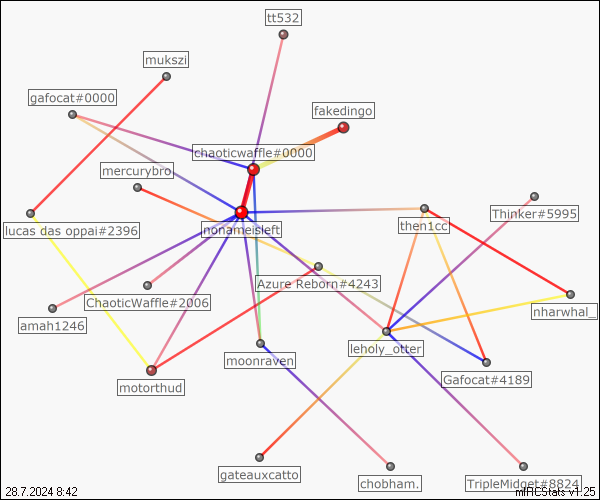 tt532
mukszi
gafocat#0000
fakedingo
chaoticwaffle#0000
mercurybro
Thinker#5995
lucas das oppai#2396
nonameisleft
then1cc
Azure Reborn#4243
ChaoticWaffle#2006
nharwhal_
amah1246
leholy_otter
moonraven
Gafocat#4189
motorthud
gateauxcatto
chobham.
TripleMidget#8824
28.7.2024 8:42
mIRCStats v1.25